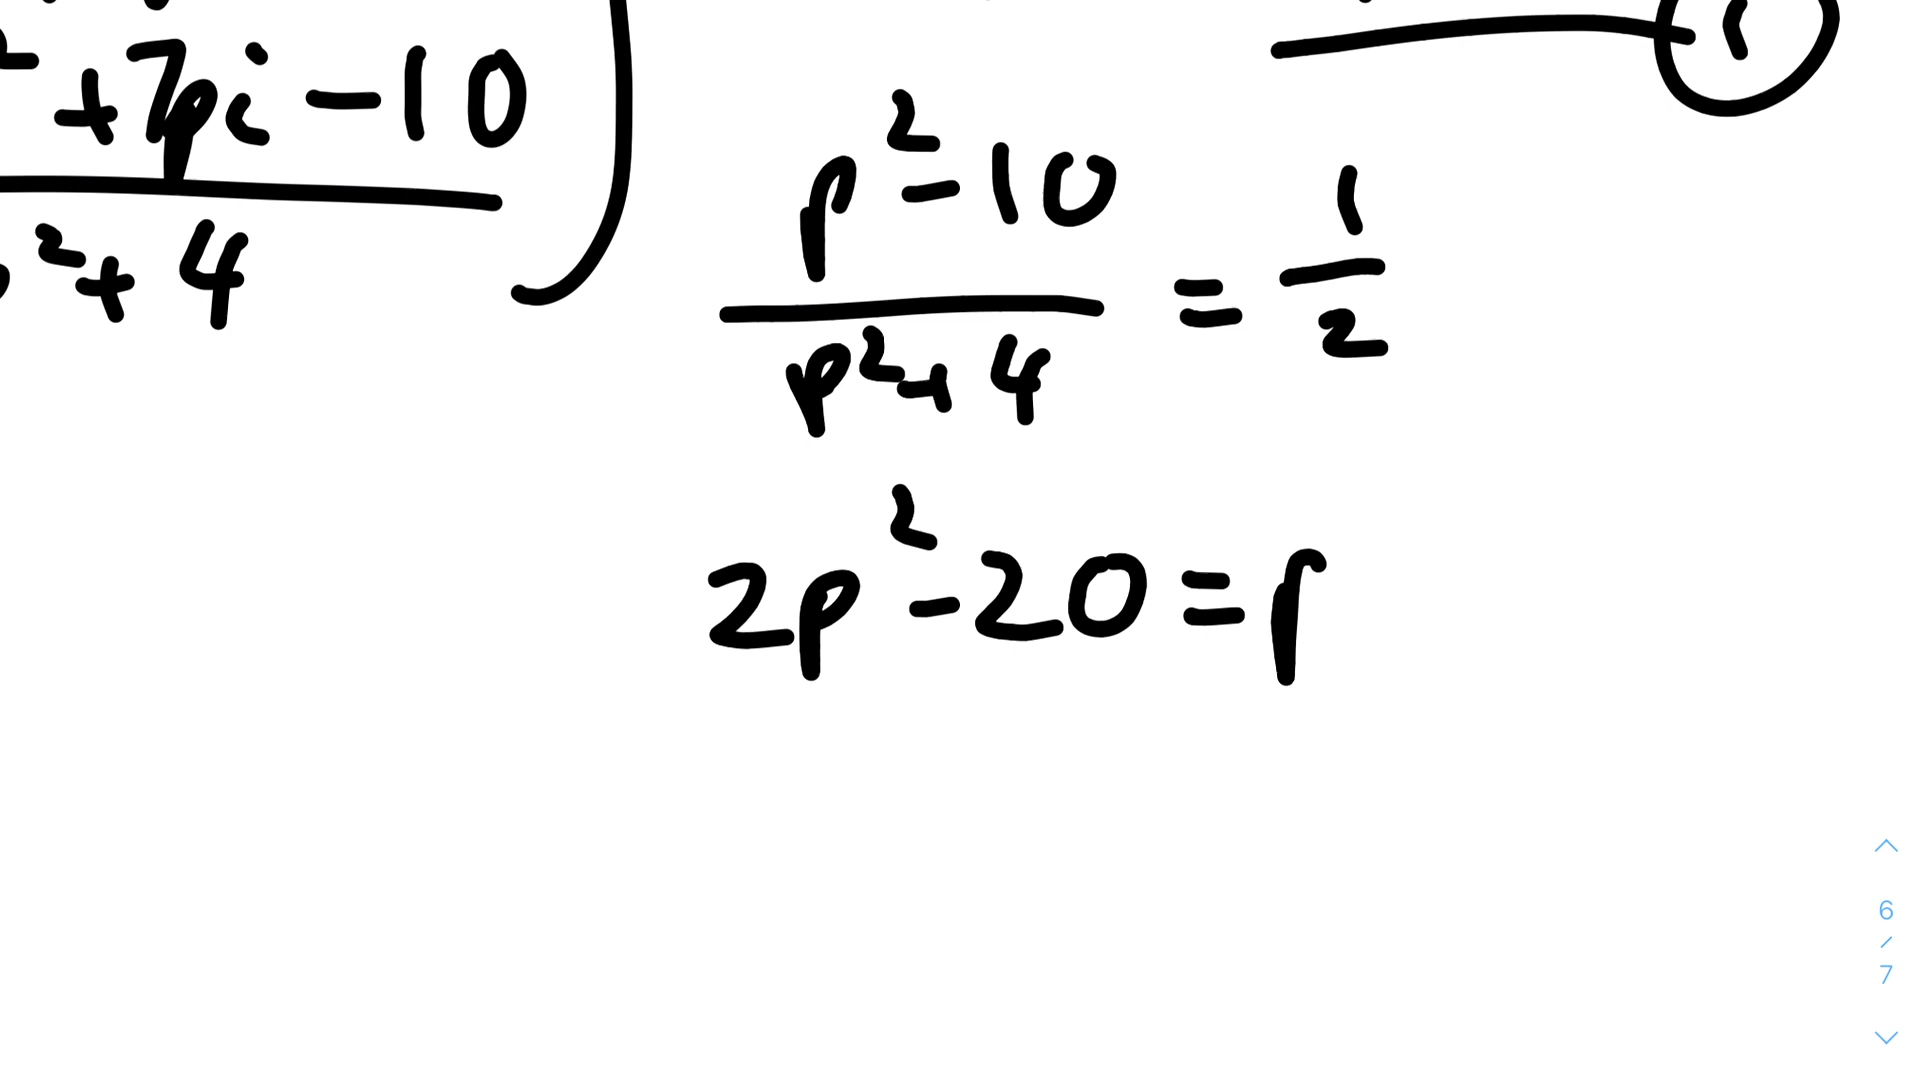 +7pi-10
²+4
p²-10
p²+4
= 1/2
2p²-20=p
6
/
7